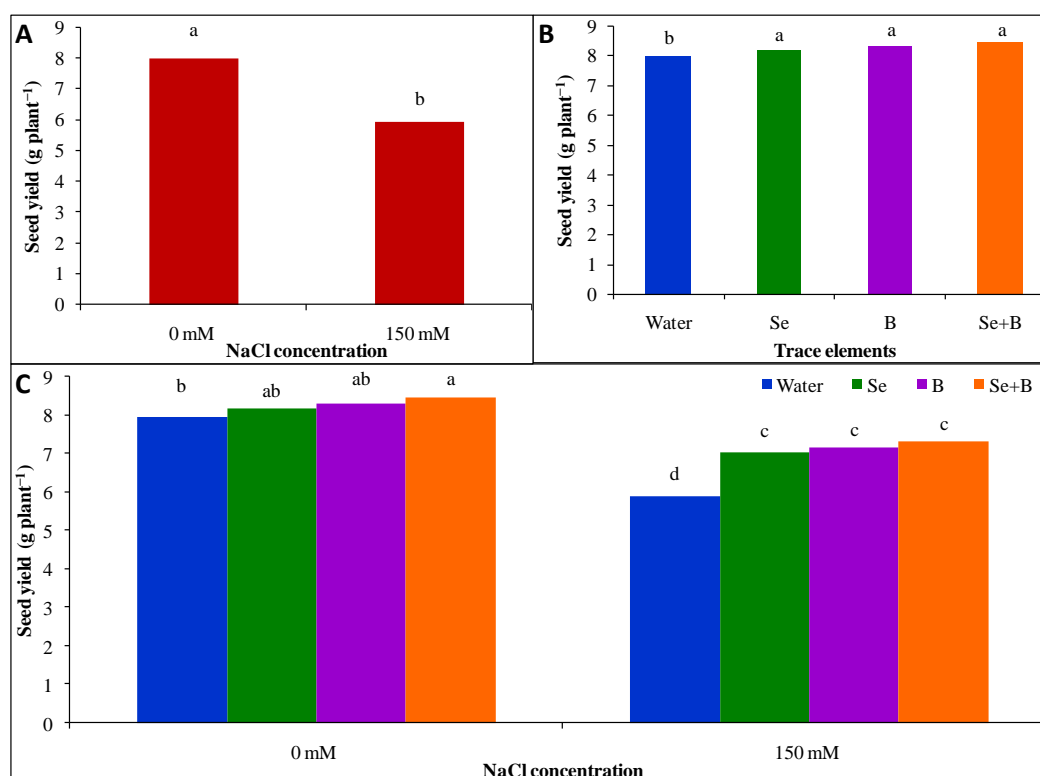 A
9
8
7
6
5
4
3
2
1
0
Seed yield (g plant⁻¹)
a
b
0 mM
150 mM
NaCl concentration
B
9
8
7
6
5
4
3
2
1
0
Seed yield (g plant⁻¹)
b
a
a
a
Water
Se
B
Se+B
Trace elements
C
9
8
7
6
5
4
3
2
1
0
Seed yield (g plant⁻¹)
Water Se B Se+B
b
ab
ab
a
d
c
c
c
0 mM
150 mM
NaCl concentration